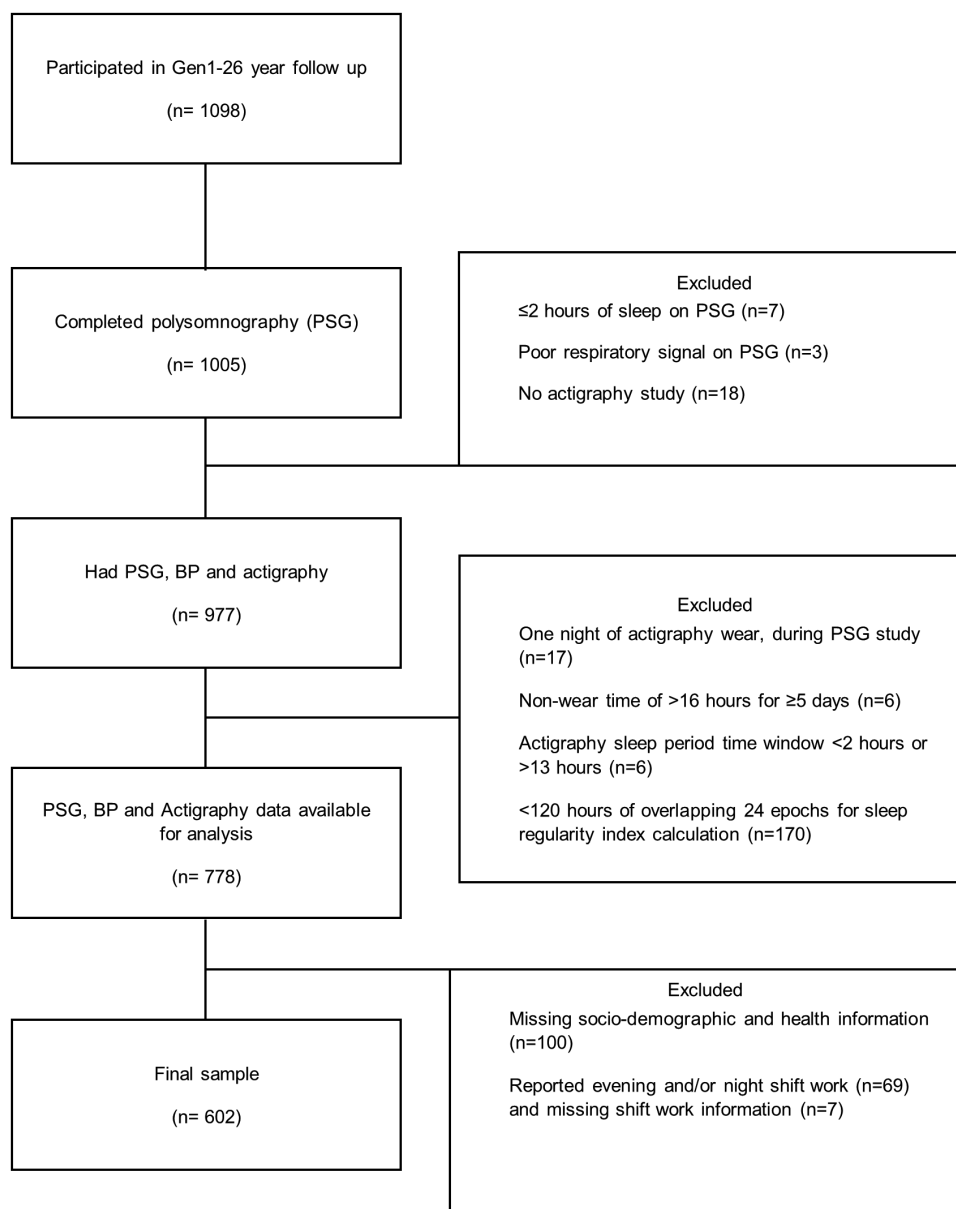 Participated in Gen1-26 year follow up
(n= 1098)
Completed polysomnography (PSG)
(n= 1005)
Excluded
≤2 hours of sleep on PSG (n=7)
Poor respiratory signal on PSG (n=3)
No actigraphy study (n=18)
Had PSG, BP and actigraphy
(n= 977)
Excluded
One night of actigraphy wear, during PSG study
(n=17)
Non-wear time of >16 hours for ≥5 days (n=6)
Actigraphy sleep period time window <2 hours or
>13 hours (n=6)
<120 hours of overlapping 24 epochs for sleep
regularity index calculation (n=170)
PSG, BP and Actigraphy data available
for analysis
(n= 778)
Excluded
Missing socio-demographic and health information
(n=100)
Reported evening and/or night shift work (n=69)
and missing shift work information (n=7)
Final sample
(n= 602)